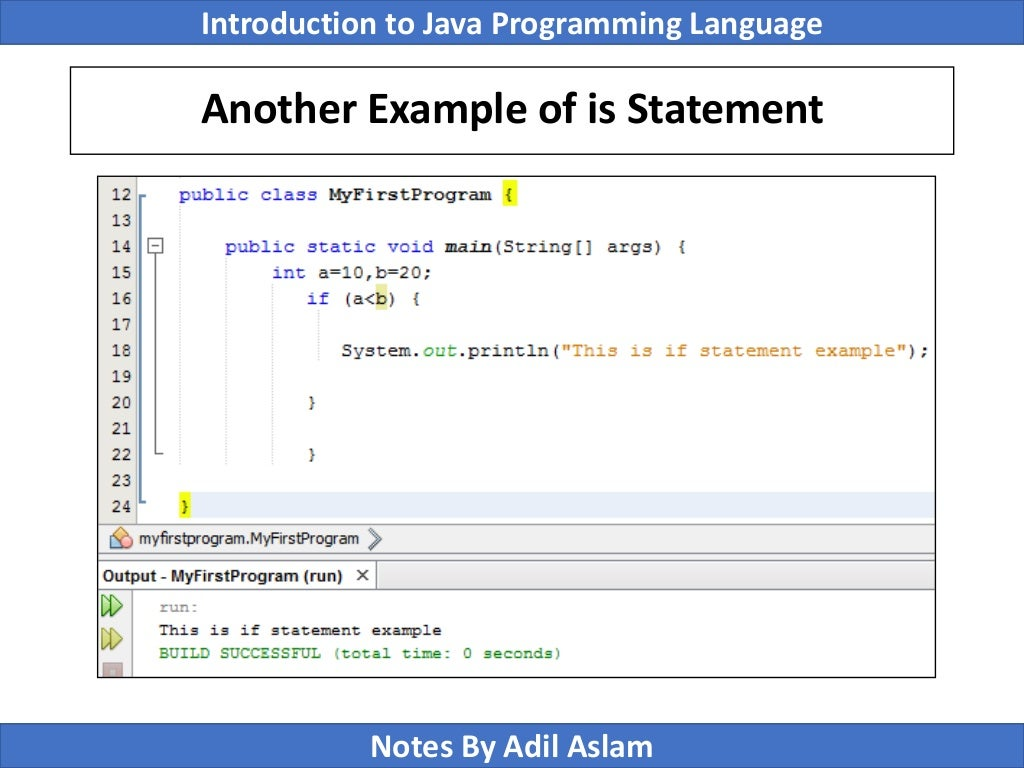 Introduction to Java Programming Language
Another Example of is Statement
12 public class MyFirstProgram {
13
14 public static void main(String[] args) {
15 int a=10,b=20;
16 if (a<b) {
17
18 System.out.println("This is if statement example");
19
20 }
21
22 }
23
24 }
myfirstprogram.MyFirstProgram
Output - MyFirstProgram (run)
run:
This is if statement example
BUILD SUCCESSFUL (total time: 0 seconds)
Notes By Adil Aslam